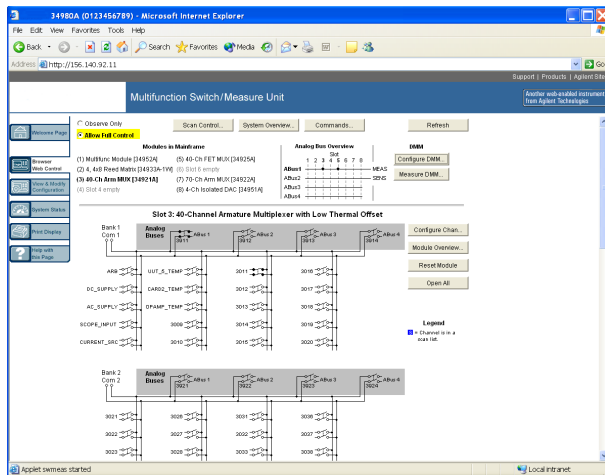 34980A (0123456789) - Microsoft Internet Explorer
File Edit View Favorites Tools Help
Back Search Favorites Media
Address http://156.140.92.11 Go
Support | Products | Agilent Site
Multifunction Switch/Measure Unit
Another web-enabled instrument
from Agilent Technologies
Welcome Page
Browser
Web Control
View & Modify
Configuration
System Status
Print Display
Help with
this Page
Observe Only
Allow Full Control
Scan Control... System Overview... Commands... Refresh
Modules in Mainframe
(1) Multifunc Module [34952A] (5) 40-Ch FET MUX [34925A]
(2) 4, 4x8 Reed Matrix [34933A-1W] (6) Slot 6 empty
(3) 40-Ch Arm MUX [34921A] (7) 70-Ch Arm MUX [34922A]
(4) Slot 4 empty (8) 4-Ch Isolated DAC [34951A]
Analog Bus Overview
Slot
1 2 3 4 5 6 7 8
ABus1 MEAS
ABus2 SENS
ABus3
ABus4
DMM
Configure DMM...
Measure DMM...
Slot 3: 40-Channel Armature Multiplexer with Low Thermal Offset
Bank 1
Com 1
Analog
Buses
ABus 1 ABus 2 ABus 3 ABus 4
3911 3912 3913 3914
ARB UUT_5_TEMP 3011 3016
DC_SUPPLY CARD2_TEMP 3012 3017
AC_SUPPLY OPAMP_TEMP 3013 3018
SCOPE_INPUT 3009 3014 3019
CURRENT_SRC 3010 3015 3020
Configure Chan...
Module Overview...
Reset Module
Open All
Legend
S = Channel is in a
scan list.
Bank 2
Com 2
Analog
Buses
ABus 1 ABus 2 ABus 3 ABus 4
3921 3922 3923 3924
3021 3026 3031 3036
3022 3027 3032 3037
3023 3028 3033 3038
Applet swmeas started Local intranet